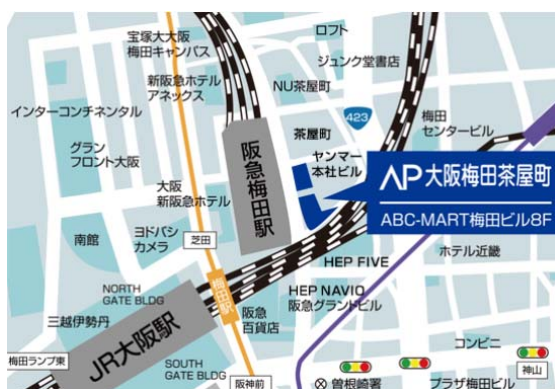 宝塚大大阪
梅田キャンパス
ロフト
ジュンク堂書店
新阪急ホテル
アネックス
NU茶屋町
インターコンチネンタル
423
茶屋町
梅田
センタービル
グラン
フロント大阪
阪急梅田駅
ヤンマー
本社ビル
AP大阪梅田茶屋町
ABC-MART梅田ビル8F
大阪
新阪急ホテル
南館
ヨドバシ
カメラ
芝田
ホテル近畿
HEP FIVE
NORTH
GATE BLDG
梅田駅
HEP NAVIO
阪急グランドビル
三越伊勢丹
阪急
百貨店
JR大阪駅
コンビニ
梅田ランプ東
SOUTH
GATE BLDG
神山
阪神前
曽根崎署
プラザ梅田ビル